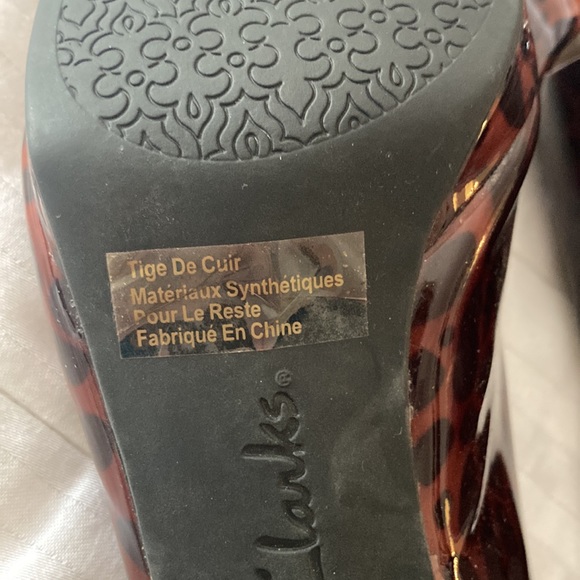 Tige De Cuir
Matériaux Synthétiques
Pour Le Reste
Fabriqué En Chine
Clarks®